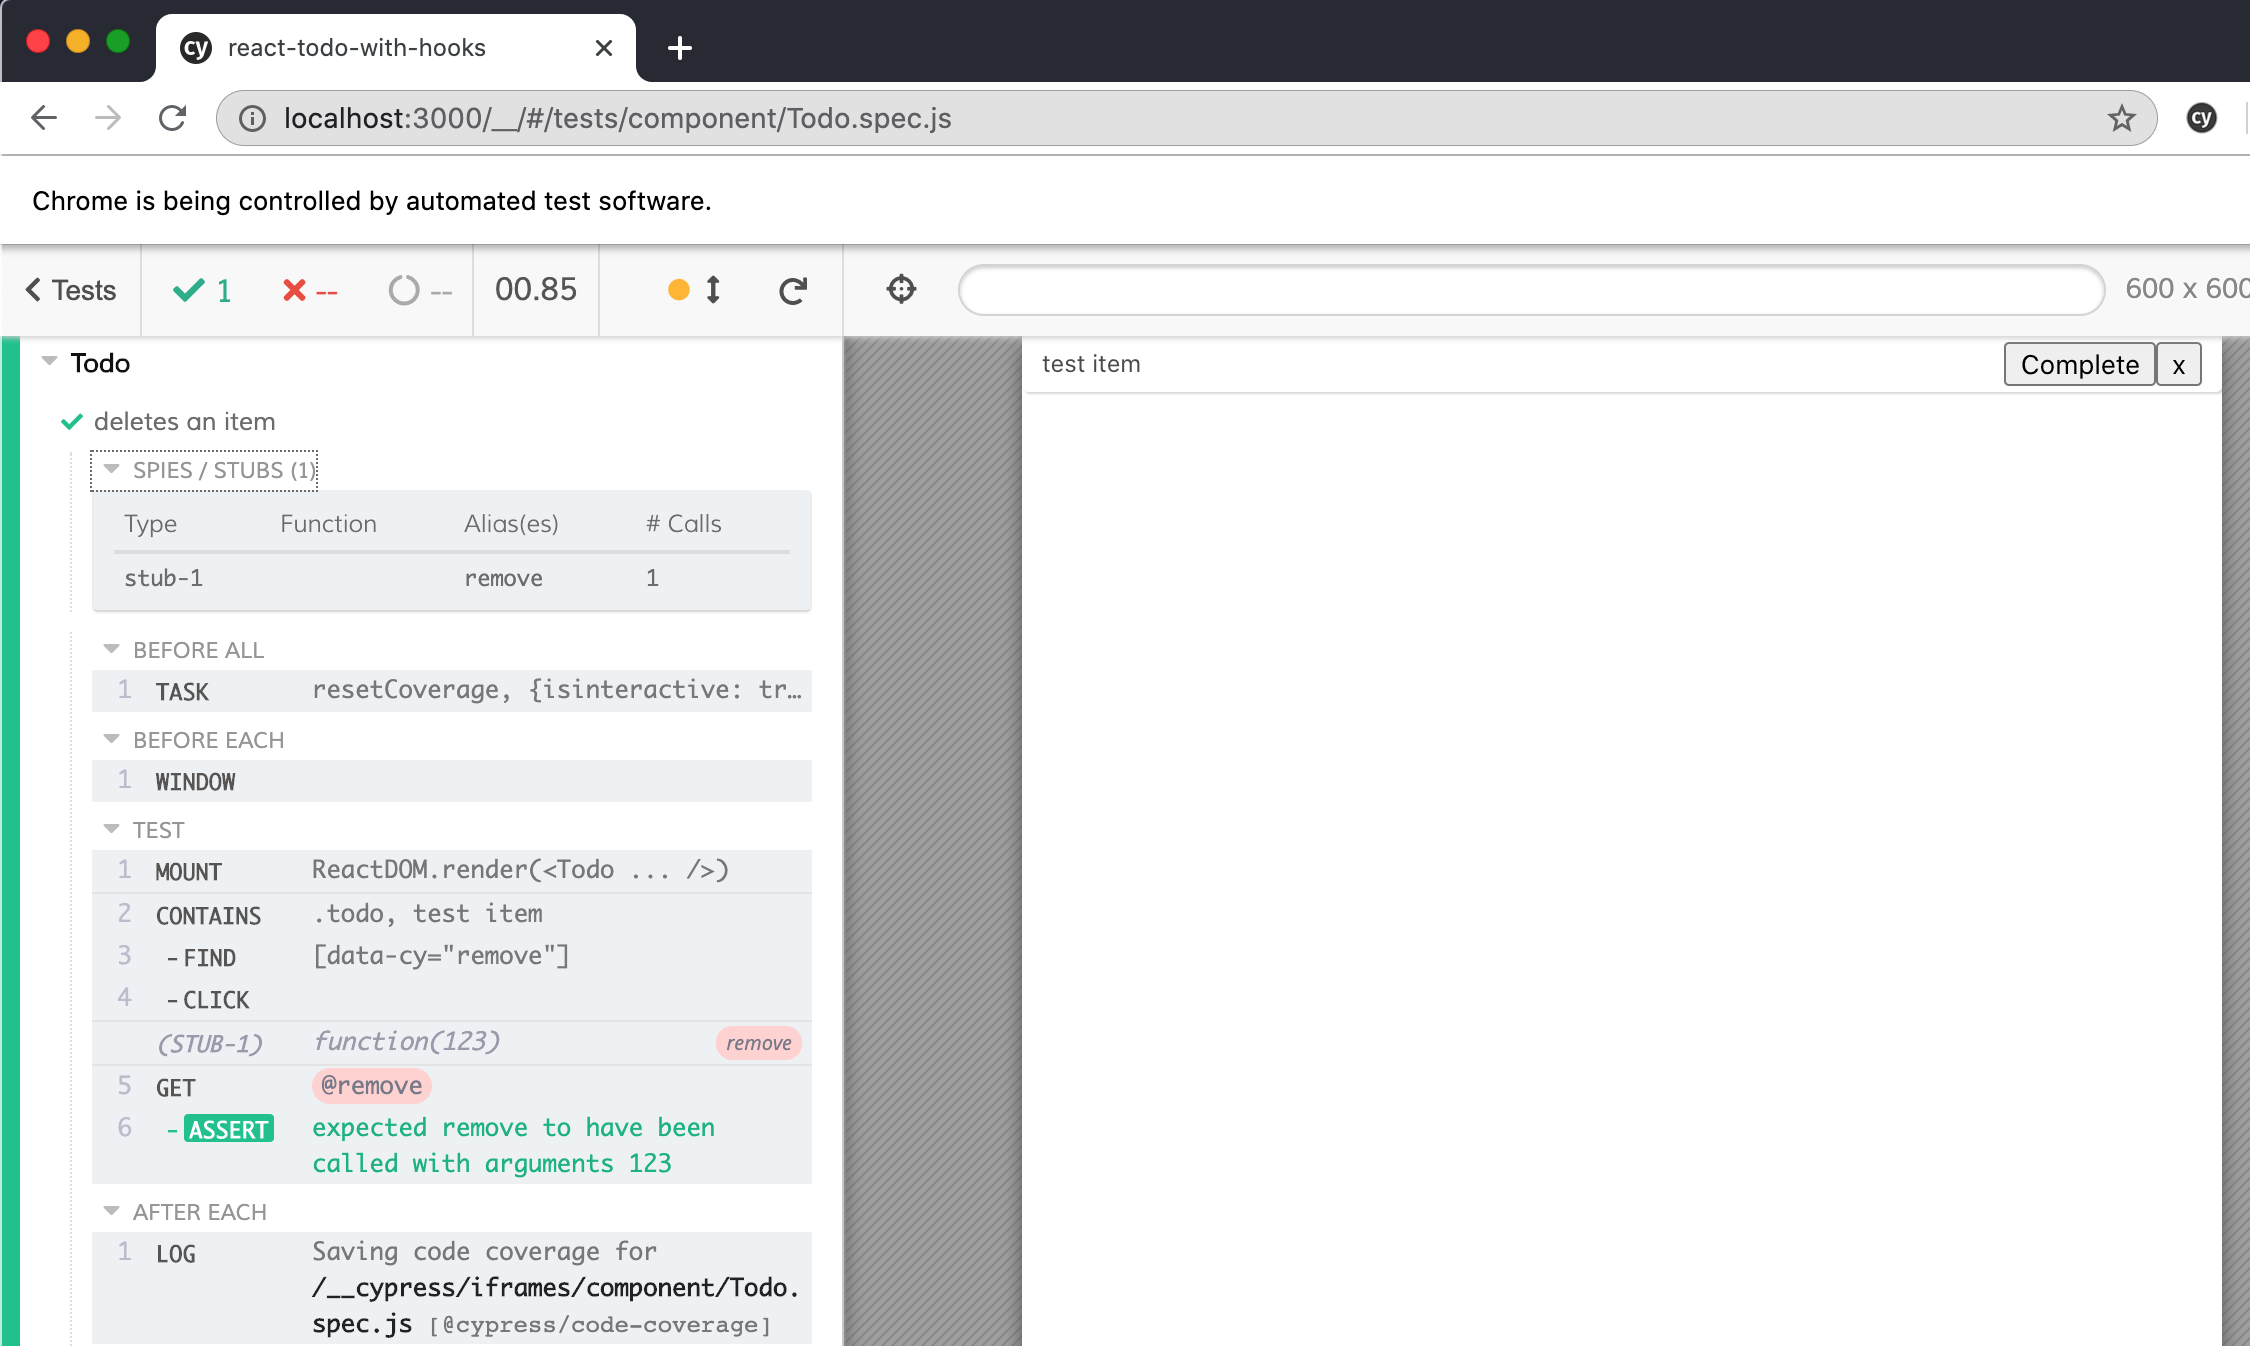 cy react-todo-with-hooks
localhost:3000/__/#/tests/component/Todo.spec.js cy
Chrome is being controlled by automated test software.
Tests 1 -- -- 00.85 600 x 600
Todo
test item Complete x
deletes an item
SPIES / STUBS (1)
Type Function Alias(es) # Calls
stub-1 remove 1
BEFORE ALL
1 TASK resetCoverage, {isinteractive: tr…
BEFORE EACH
1 WINDOW
TEST
1 MOUNT ReactDOM.render(<Todo ... />)
2 CONTAINS .todo, test item
3 -FIND [data-cy="remove"]
4 -CLICK
(STUB-1) function(123) remove
5 GET @remove
6 -ASSERT expected remove to have been
called with arguments 123
AFTER EACH
1 LOG Saving code coverage for
/__cypress/iframes/component/Todo.
spec.js [@cypress/code-coverage]